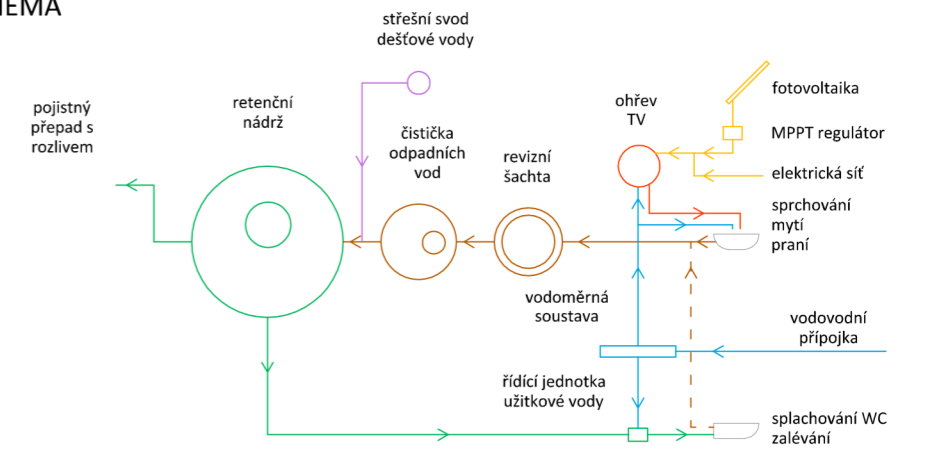 střešní svod
dešťové vody
pojistný
přepad s
rozlivem
retenční
nádrž
čistička
odpadních
vod
revizní
šachta
ohřev
TV
fotovoltaika
MPPT regulátor
elektrická síť
sprchování
mytí
praní
vodoměrná
soustava
vodovodní
přípojka
řídící jednotka
užitkové vody
splachování WC
zalévání